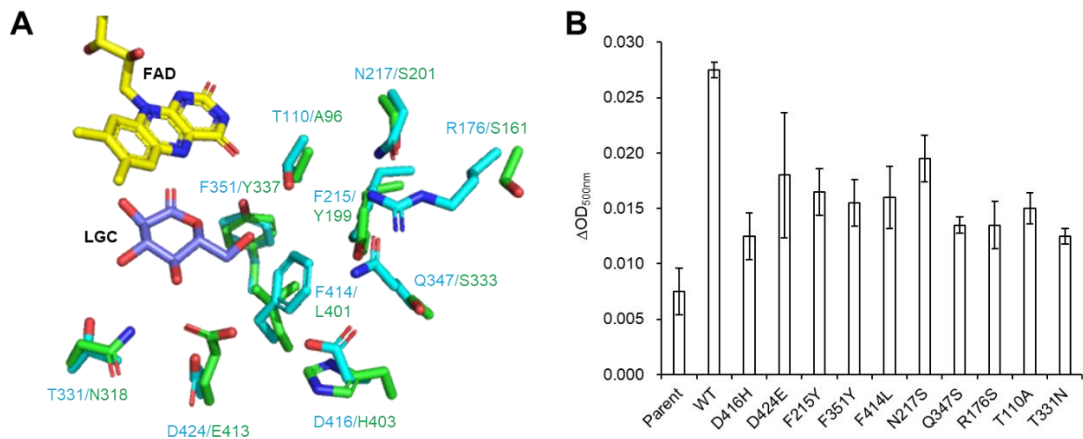 A
FAD
N217/S201
T110/A96
R176/S161
F351/Y337
F215/
Y199
LGC
Q347/S333
F414/
L401
T331/N318
D424/E413
D416/H403
B
ΔOD500nm
0.030
0.025
0.020
0.015
0.010
0.005
0.000
Parent
WT
D416H
D424E
F215Y
F351Y
F414L
N217S
Q347S
R176S
T110A
T331N